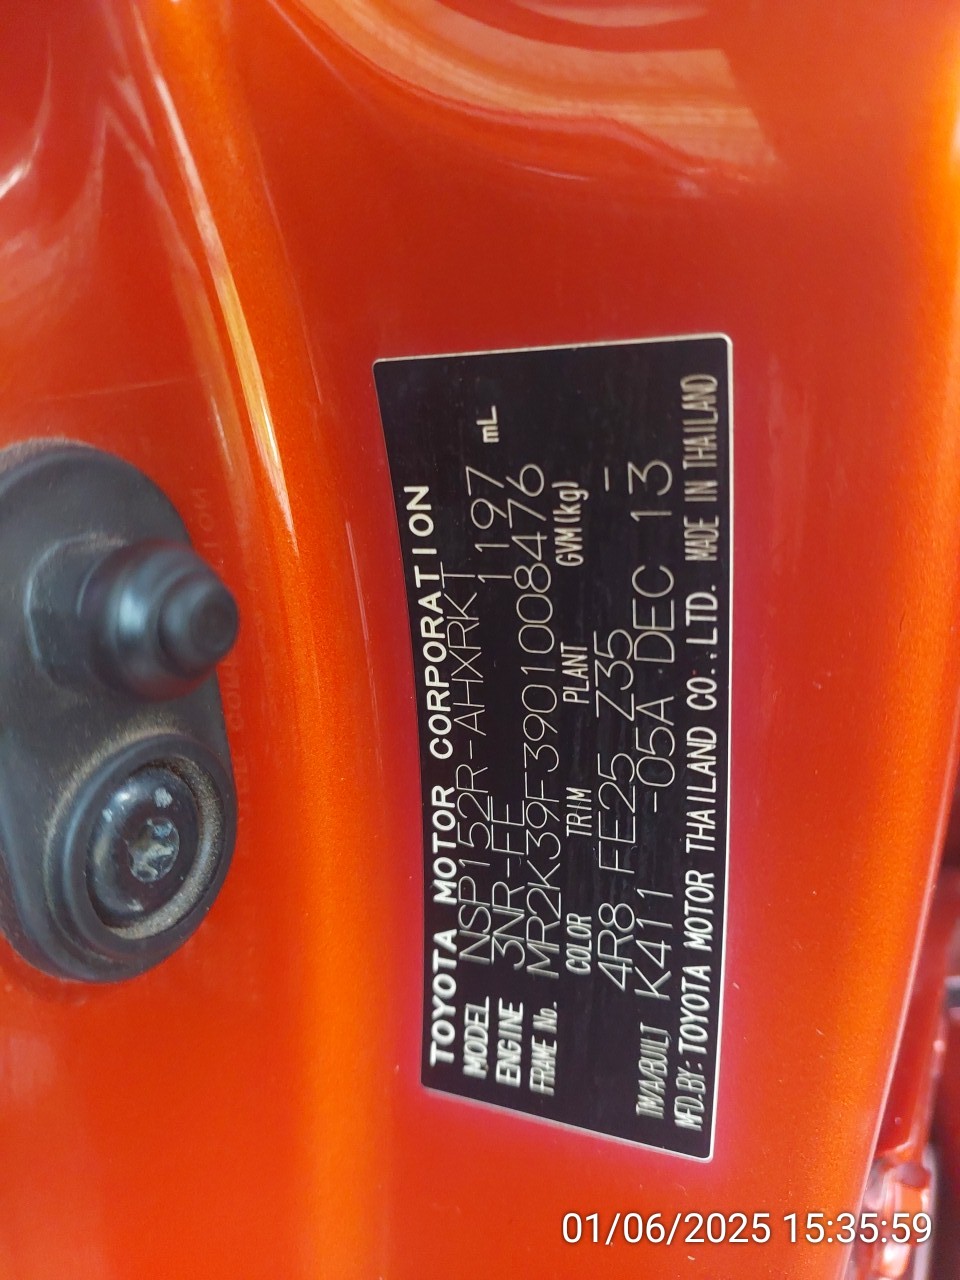 TOYOTA MOTOR CORPORATION
MODEL NSP152R-AHXRKT
ENGINE 3NR-FE 1197 mL
FRAME No. MR2K39F3901008476
COLOR TRIM PLANT GVM(kg)
4R8 FE25 Z35 -
TM/A/BUILT K411 -05A DEC 13
MFD.BY: TOYOTA MOTOR THAILAND CO.,LTD. MADE IN THAILAND
01/06/2025 15:35:59